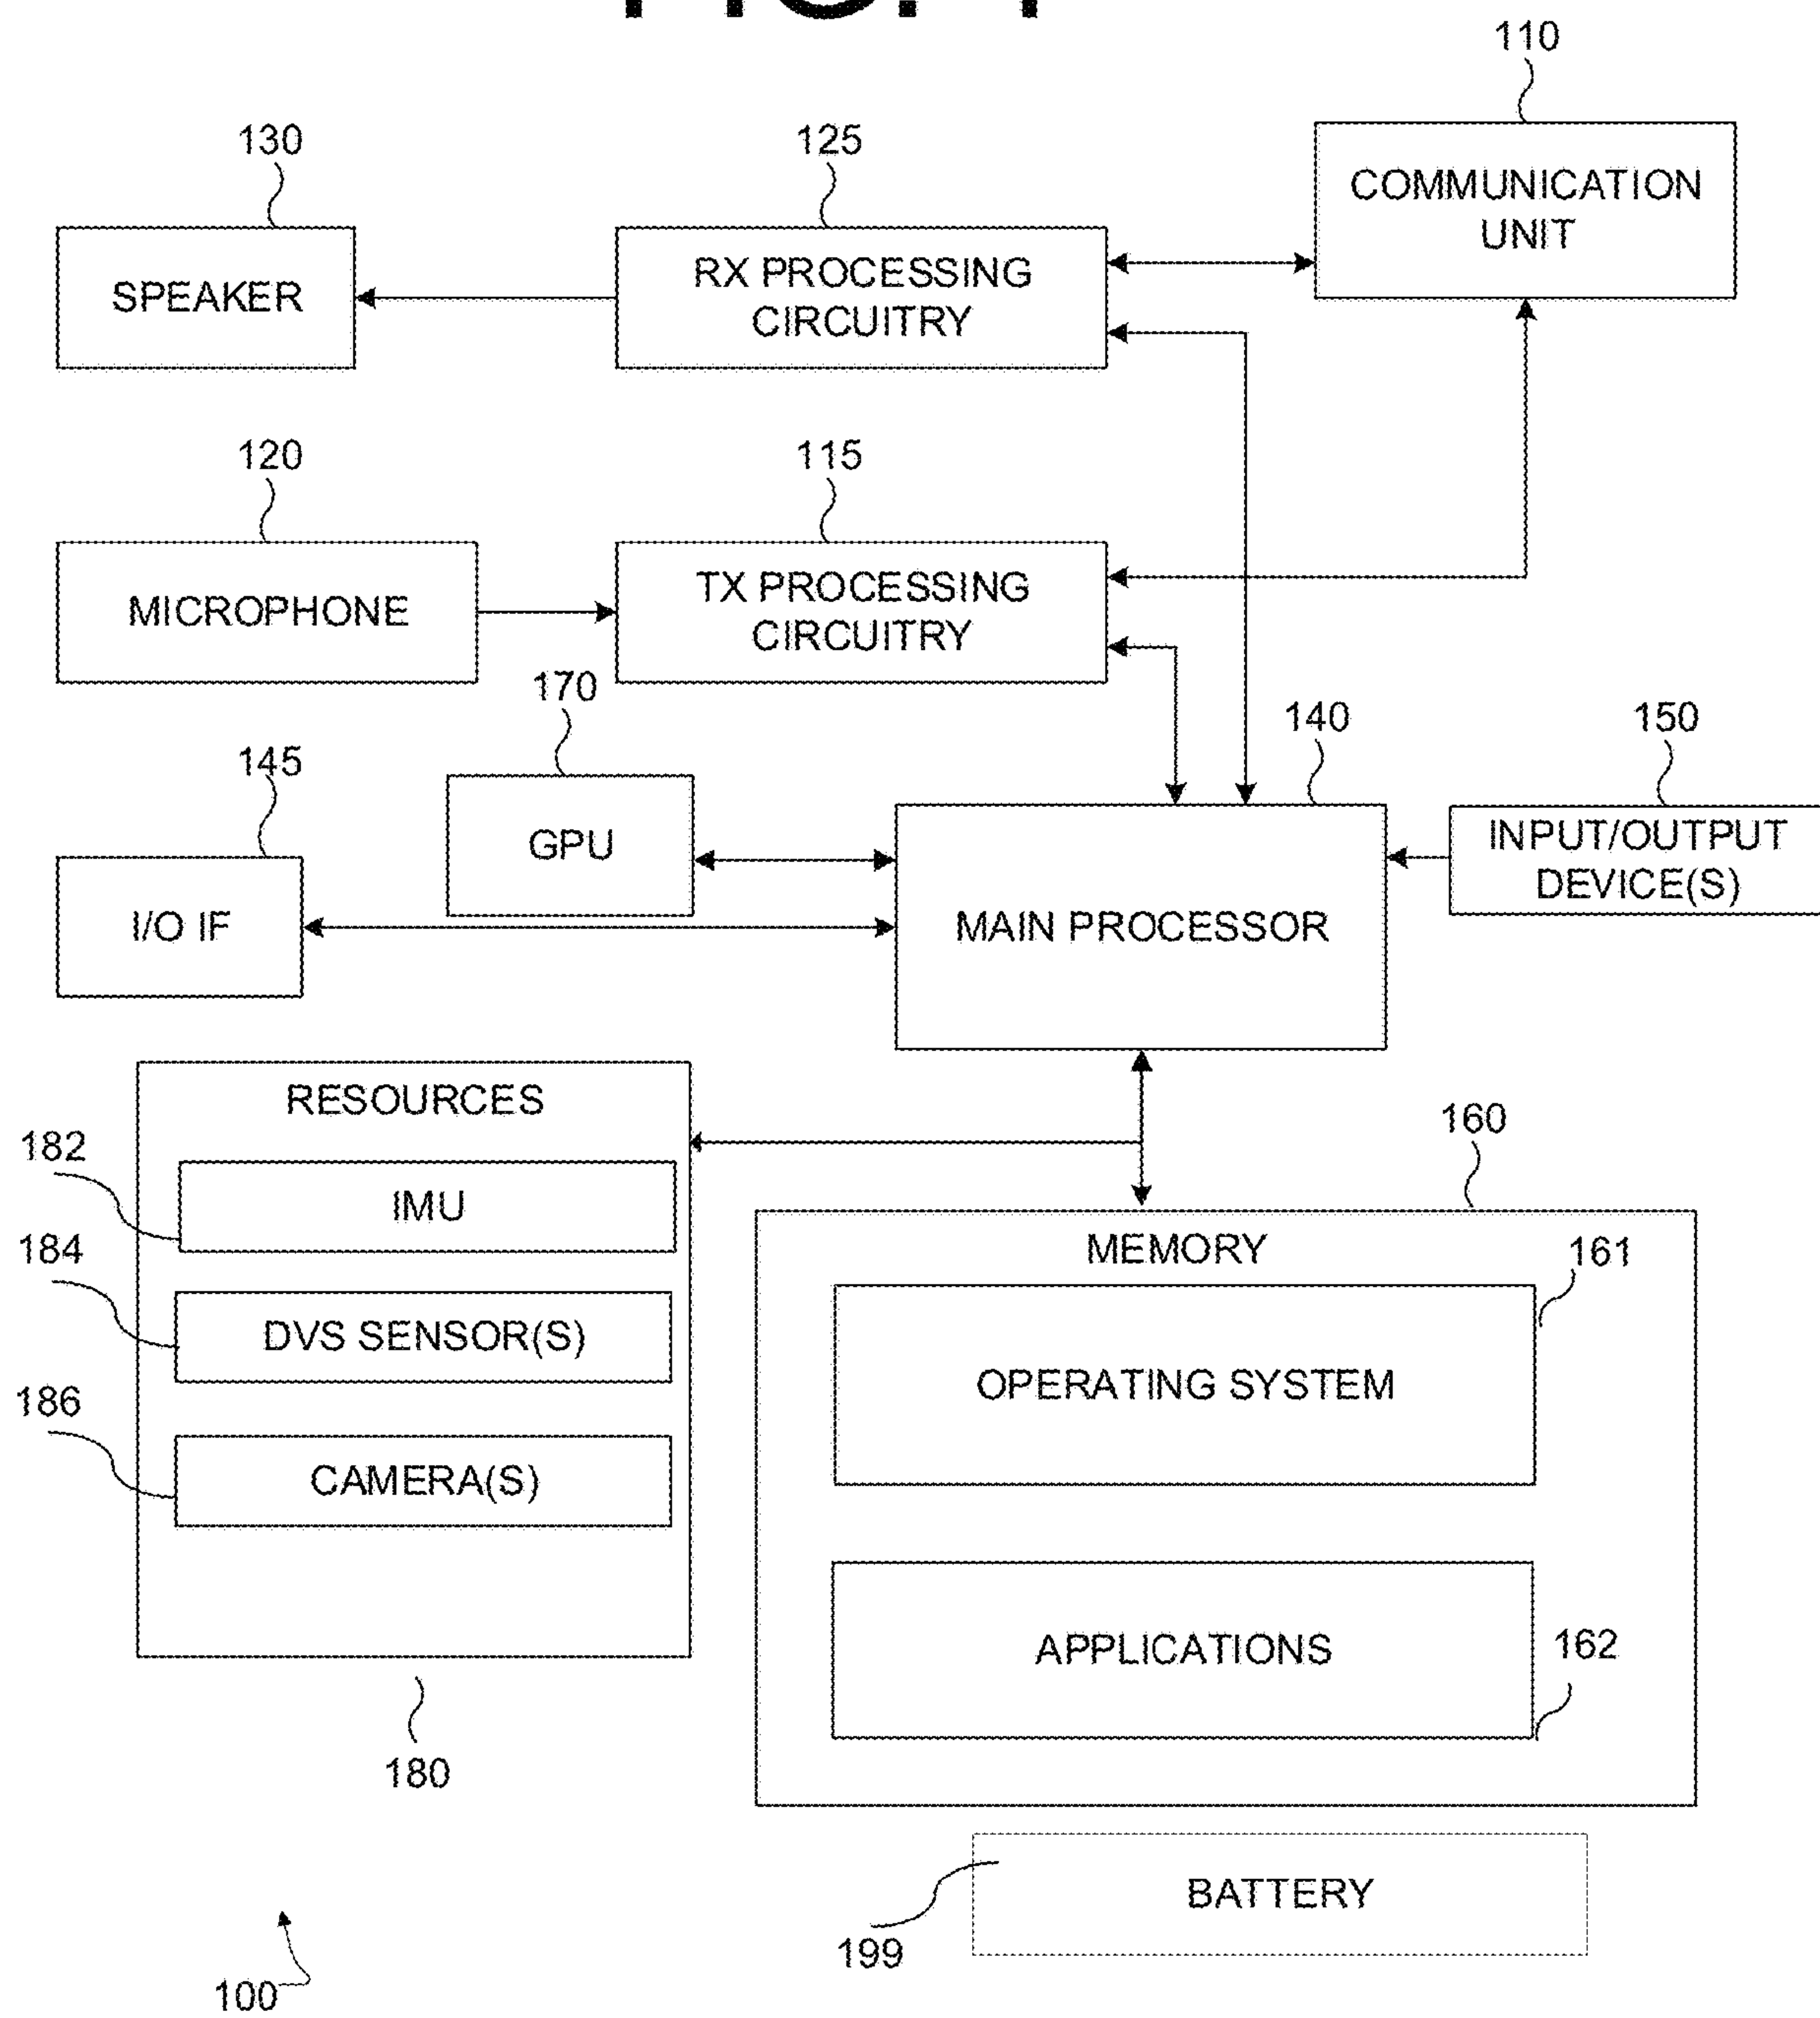 110
130
125
COMMUNICATION
UNIT
SPEAKER
RX PROCESSING
CIRCUITRY
120
115
MICROPHONE
TX PROCESSING
CIRCUITRY
170
140
150
145
GPU
INPUT/OUTPUT
DEVICE(S)
I/O IF
MAIN PROCESSOR
RESOURCES
160
182
IMU
MEMORY
161
184
DVS SENSOR(S)
OPERATING SYSTEM
186
CAMERA(S)
APPLICATIONS
162
180
BATTERY
199
100